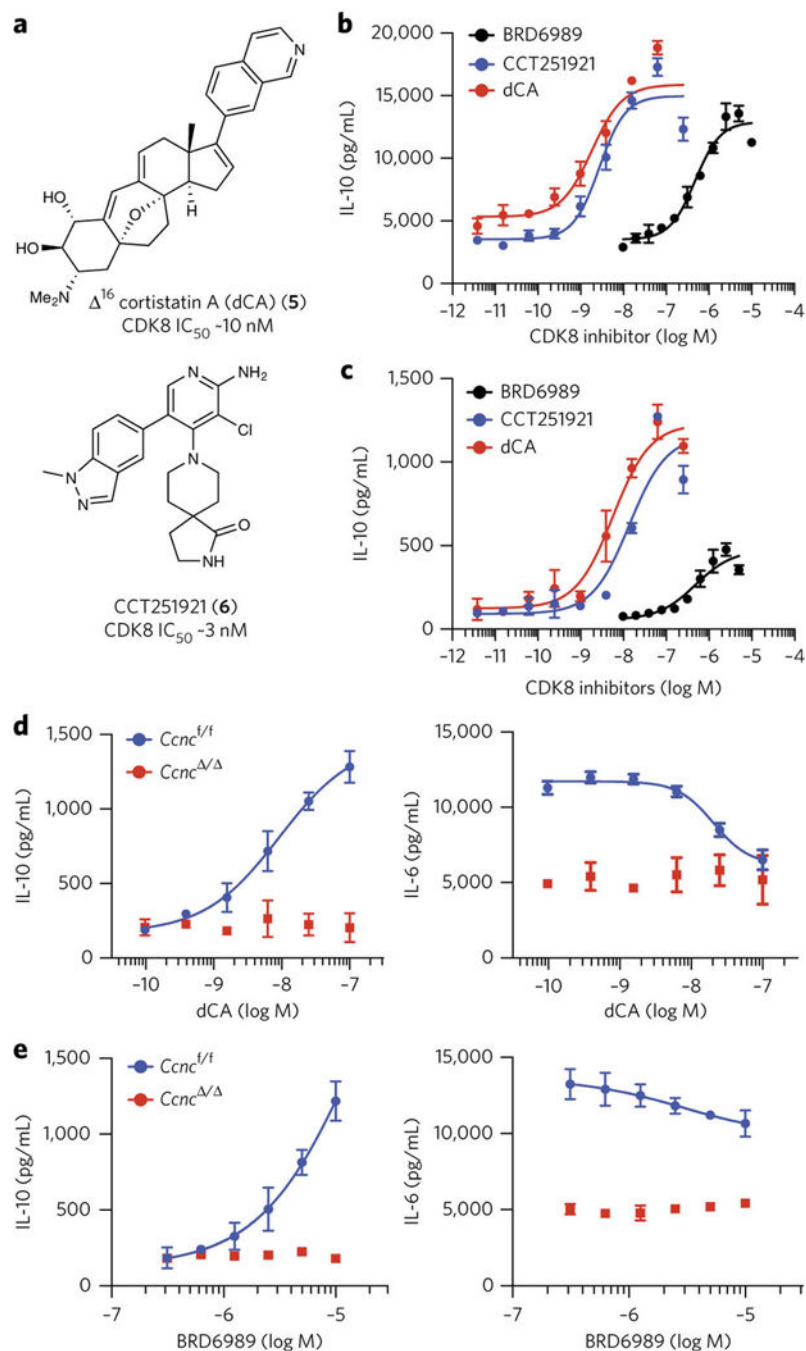 a
N
H
O
H
HO
HO
Me₂N
Δ¹⁶ cortistatin A (dCA) (5)
CDK8 IC₅₀ ~10 nM
N
NH₂
Cl
N
N
N
O
NH
CCT251921 (6)
CDK8 IC₅₀ ~3 nM
b
BRD6989
CCT251921
dCA
IL-10 (pg/mL)
20,000
15,000
10,000
5,000
0
−12 −11 −10 −9 −8 −7 −6 −5 −4
CDK8 inhibitor (log M)
c
BRD6989
CCT251921
dCA
IL-10 (pg/mL)
1,500
1,000
500
0
−12 −11 −10 −9 −8 −7 −6 −5 −4
CDK8 inhibitors (log M)
d
Ccnc^f/f
Ccnc^Δ/Δ
IL-10 (pg/mL)
1,500
1,000
500
0
−10 −9 −8 −7
dCA (log M)
IL-6 (pg/mL)
15,000
10,000
5,000
0
−10 −9 −8 −7
dCA (log M)
e
Ccnc^f/f
Ccnc^Δ/Δ
IL-10 (pg/mL)
1,500
1,000
500
0
−7 −6 −5
BRD6989 (log M)
IL-6 (pg/mL)
15,000
10,000
5,000
0
−7 −6 −5
BRD6989 (log M)